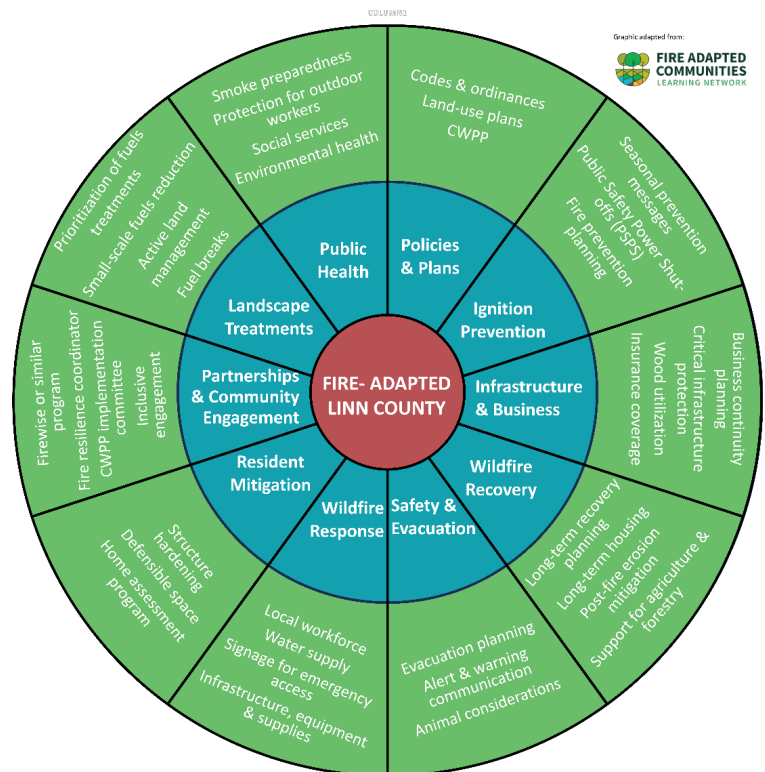 COLUMN1
Graphic adapted from:
FIRE ADAPTED
COMMUNITIES
LEARNING NETWORK
FIRE- ADAPTED
LINN COUNTY
Policies
& Plans
Codes & ordinances
Land-use plans
CWPP
Ignition
Prevention
Seasonal prevention
messages
Public Safety Power Shut-
offs (PSPS)
Fire prevention
planning
Infrastructure
& Business
Business continuity
planning
Critical infrastructure
protection
Wood utilization
Insurance coverage
Wildfire
Recovery
Long-term recovery
planning
Long-term housing
Post-fire erosion
mitigation
Support for agriculture &
forestry
Safety &
Evacuation
Evacuation planning
Alert & warning
communication
Animal considerations
Wildfire
Response
Local workforce
Water supply
Signage for emergency
access
Infrastructure, equipment
& supplies
Resident
Mitigation
Structure
hardening
Defensible space
Home assessment
program
Partnerships
& Community
Engagement
Firewise or similar
program
Fire resilience coordinator
CWPP implementation
committee
Inclusive
engagement
Landscape
Treatments
Prioritization of fuels
treatments
Small-scale fuels reduction
Active land
management
Fuel breaks
Public
Health
Smoke preparedness
Protection for outdoor
workers
Social services
Environmental health